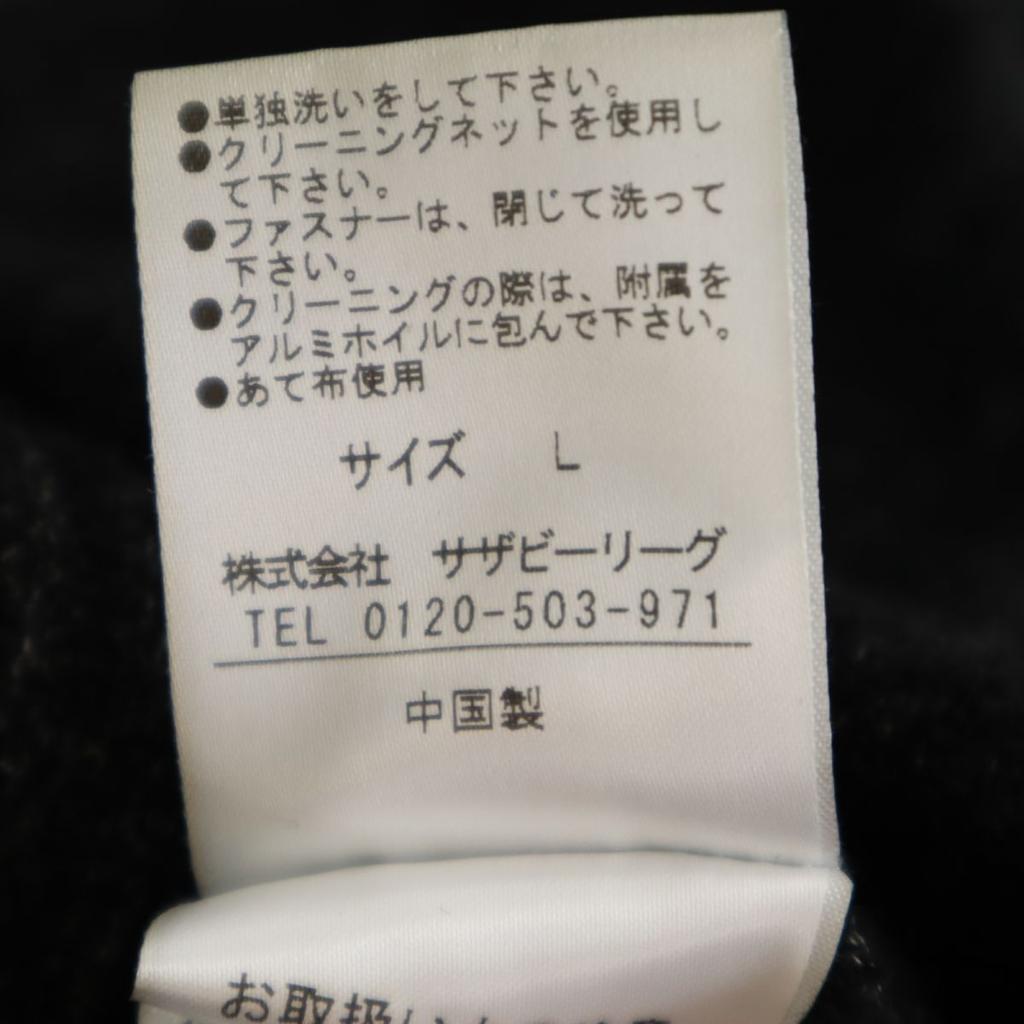 ●単独洗いをして下さい。
●クリーニングネットを使用し
て下さい。
●ファスナーは、閉じて洗って
下さい。
●クリーニングの際は、附属を
アルミホイルに包んで下さい。
●あて布使用
サイズ L
株式会社 サザビーリーグ
TEL 0120-503-971
中国製
お取扱い